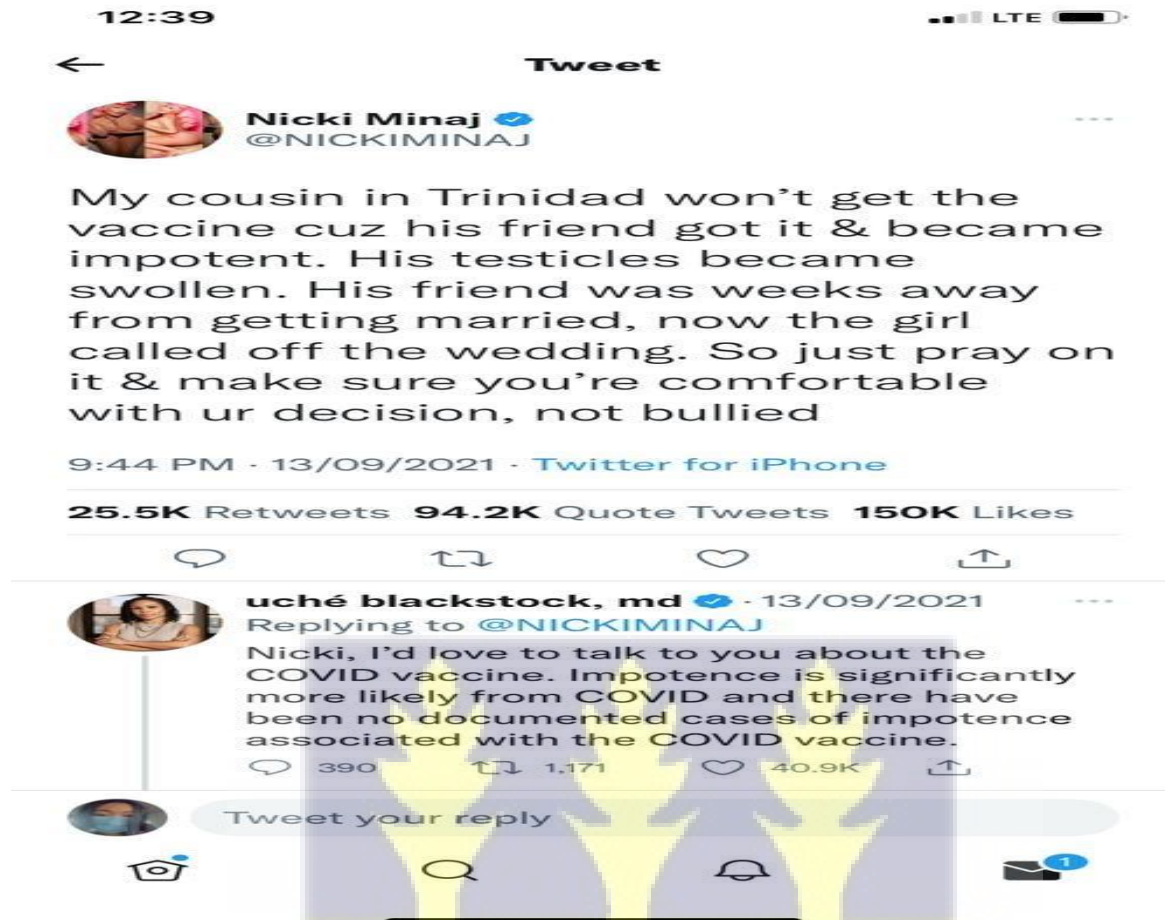 12:39
LTE
Tweet
Nicki Minaj
@NICKIMINAJ
My cousin in Trinidad won’t get the
vaccine cuz his friend got it & became
impotent. His testicles became
swollen. His friend was weeks away
from getting married, now the girl
called off the wedding. So just pray on
it & make sure you’re comfortable
with ur decision, not bullied
9:44 PM · 13/09/2021 · Twitter for iPhone
25.5K Retweets 94.2K Quote Tweets 150K Likes
uché blackstock, md · 13/09/2021
Replying to @NICKIMINAJ
Nicki, I’d love to talk to you about the
COVID vaccine. Impotence is significantly
more likely from COVID and there have
been no documented cases of impotence
associated with the COVID vaccine.
390 1,171 40.9K
Tweet your reply
1